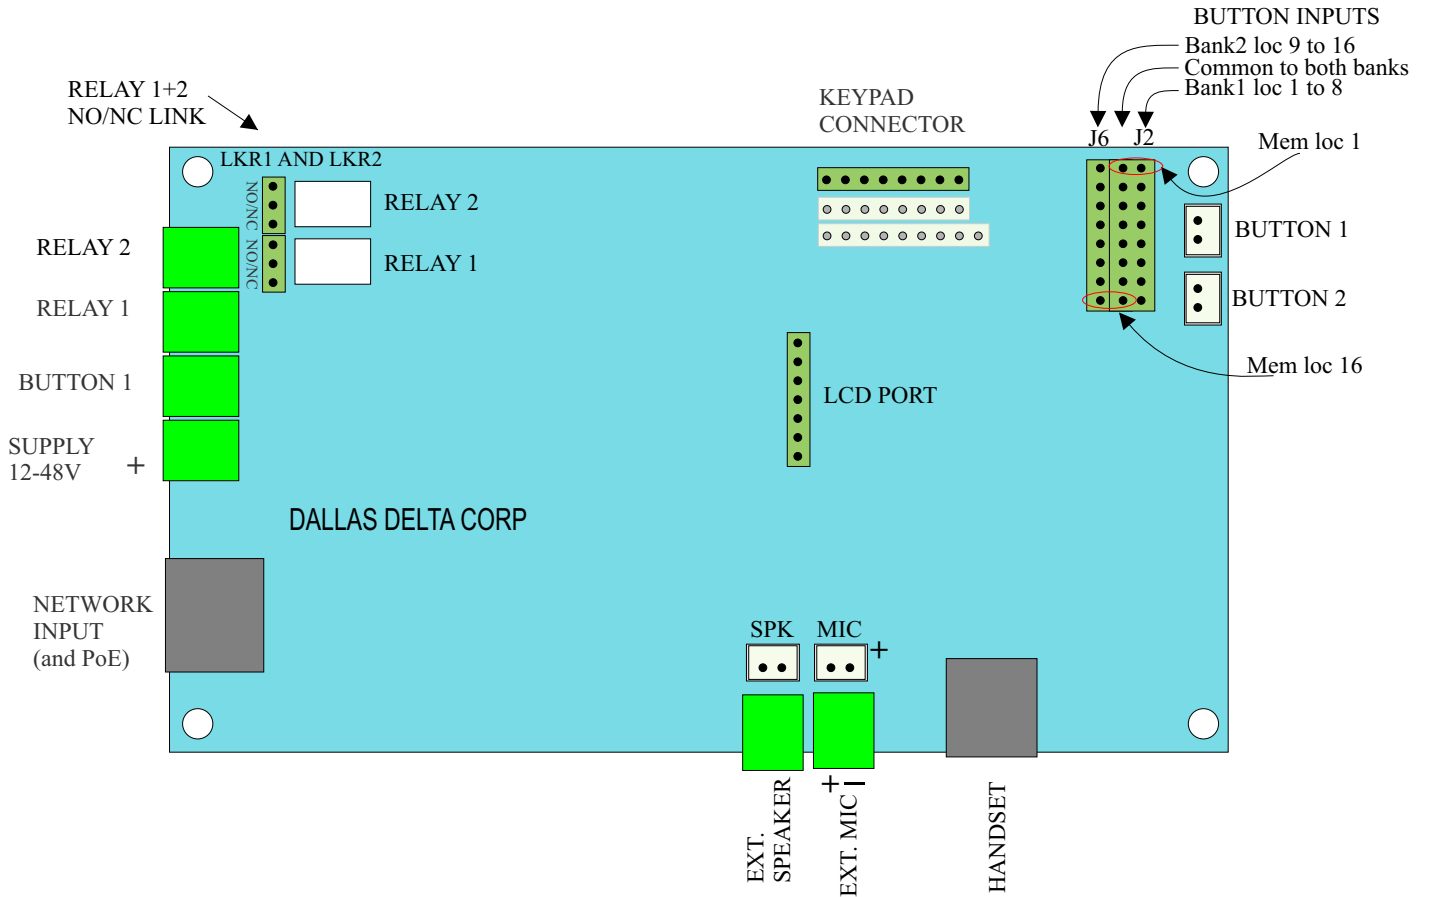 BUTTON INPUTS
Bank2 loc 9 to 16
Common to both banks
Bank1 loc 1 to 8
RELAY 1+2
NO/NC LINK
KEYPAD
CONNECTOR
J6 J2
Mem loc 1
LKR1 AND LKR2
NO/NC
NO/NC
RELAY 2
RELAY 1
RELAY 2
RELAY 1
BUTTON 1
SUPPLY
12-48V +
BUTTON 1
BUTTON 2
Mem loc 16
LCD PORT
DALLAS DELTA CORP
NETWORK
INPUT
(and PoE)
SPK MIC +
+ −
EXT.
SPEAKER
EXT. MIC
HANDSET